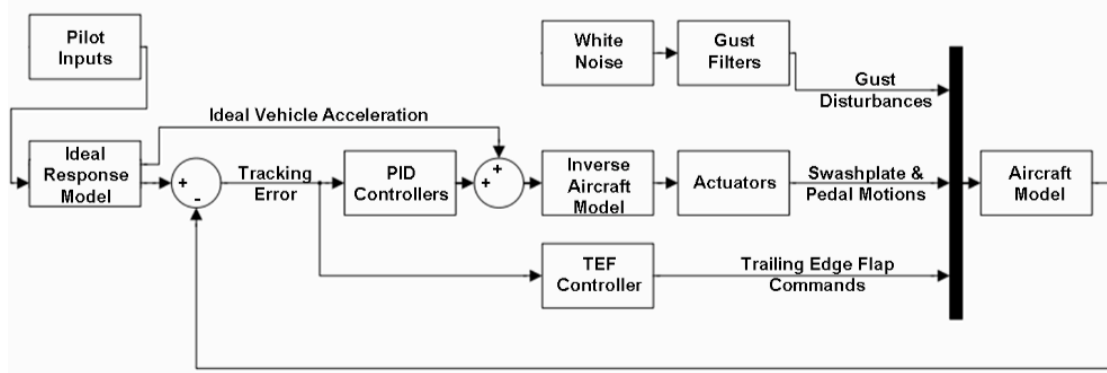 Pilot
Inputs
White
Noise
Gust
Filters
Gust
Disturbances
Ideal Vehicle Acceleration
Ideal
Response
Model
+
-
Tracking
Error
PID
Controllers
+
+
Inverse
Aircraft
Model
Actuators
Swashplate &
Pedal Motions
Aircraft
Model
TEF
Controller
Trailing Edge Flap
Commands